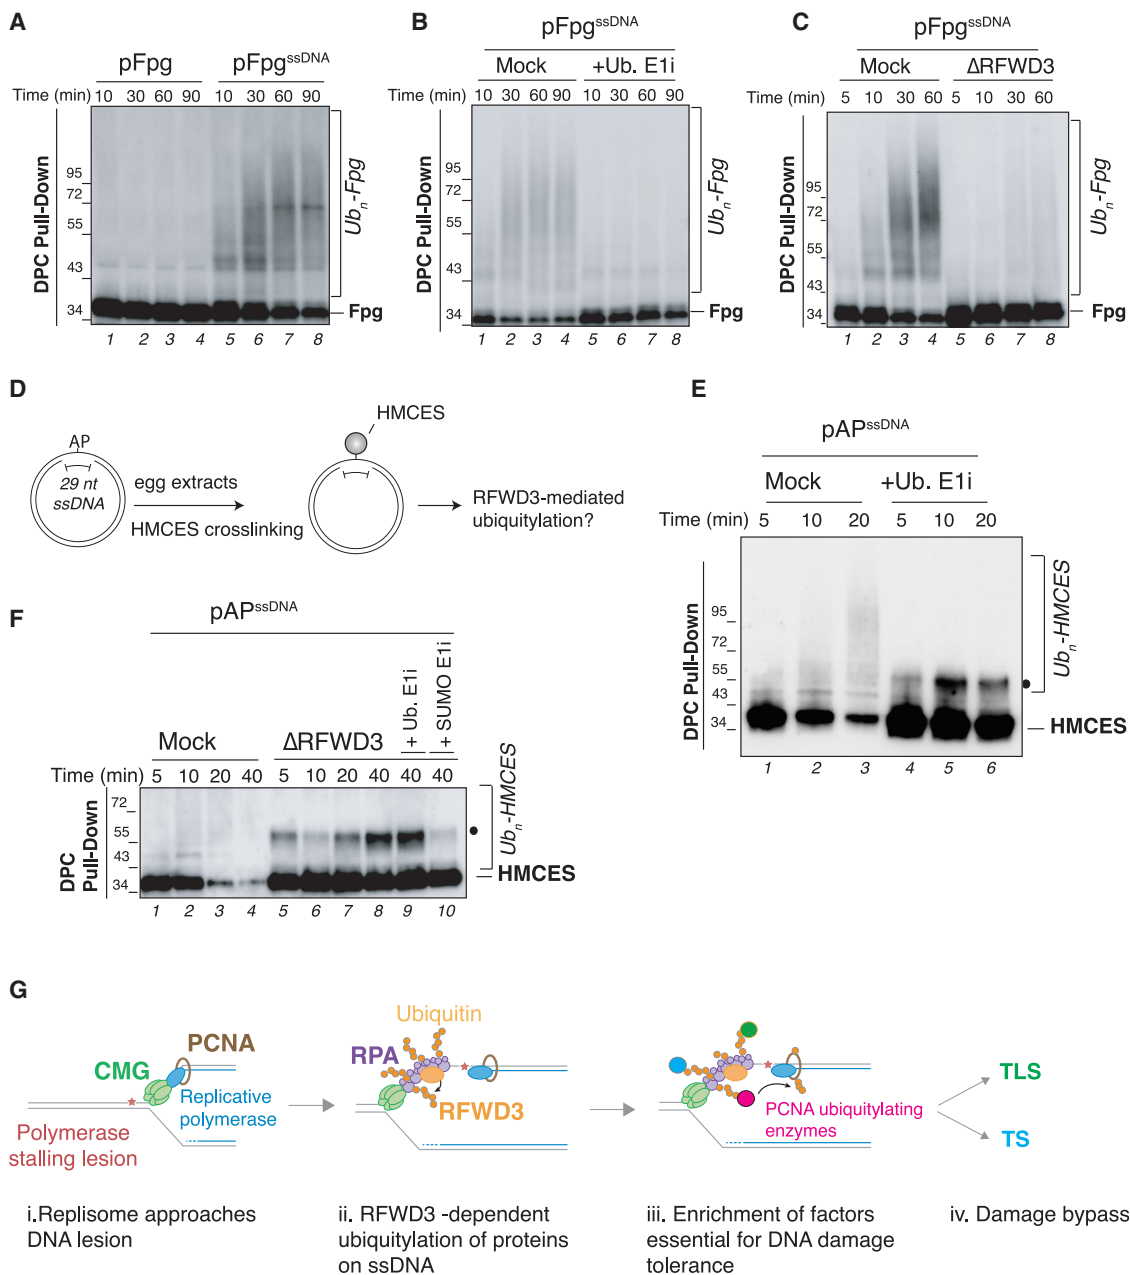 A
pFpg
pFpg^ssDNA
Time (min) 10 30 60 90 10 30 60 90
DPC Pull-Down
95
72
55
43
34
Ubn-Fpg
Fpg
1 2 3 4 5 6 7 8
B
pFpg^ssDNA
Mock
+Ub. E1i
Time (min) 10 30 60 90 10 30 60 90
DPC Pull-Down
95
72
55
43
34
Ubn-Fpg
Fpg
1 2 3 4 5 6 7 8
C
pFpg^ssDNA
Mock
ΔRFWD3
Time (min) 5 10 30 60 5 10 30 60
DPC Pull-Down
95
72
55
43
34
Ubn-Fpg
Fpg
1 2 3 4 5 6 7 8
D
AP
29 nt
ssDNA
egg extracts
HMCES crosslinking
HMCES
RFWD3-mediated
ubiquitylation?
E
pAP^ssDNA
Mock
+Ub. E1i
Time (min) 5 10 20 5 10 20
DPC Pull-Down
95
72
55
43
34
Ubn-HMCES
HMCES
1 2 3 4 5 6
F
pAP^ssDNA
Mock
ΔRFWD3
+ Ub. E1i
+ SUMO E1i
Time (min) 5 10 20 40 5 10 20 40 40 40
DPC
Pull-Down
72
55
43
34
Ubn-HMCES
HMCES
1 2 3 4 5 6 7 8 9 10
G
CMG
PCNA
Replicative
polymerase
Polymerase
stalling lesion
Ubiquitin
RPA
RFWD3
PCNA ubiquitylating
enzymes
TLS
TS
i.Replisome approaches
DNA lesion
ii. RFWD3 -dependent
ubiquitylation of proteins
on ssDNA
iii. Enrichment of factors
essential for DNA damage
tolerance
iv. Damage bypass